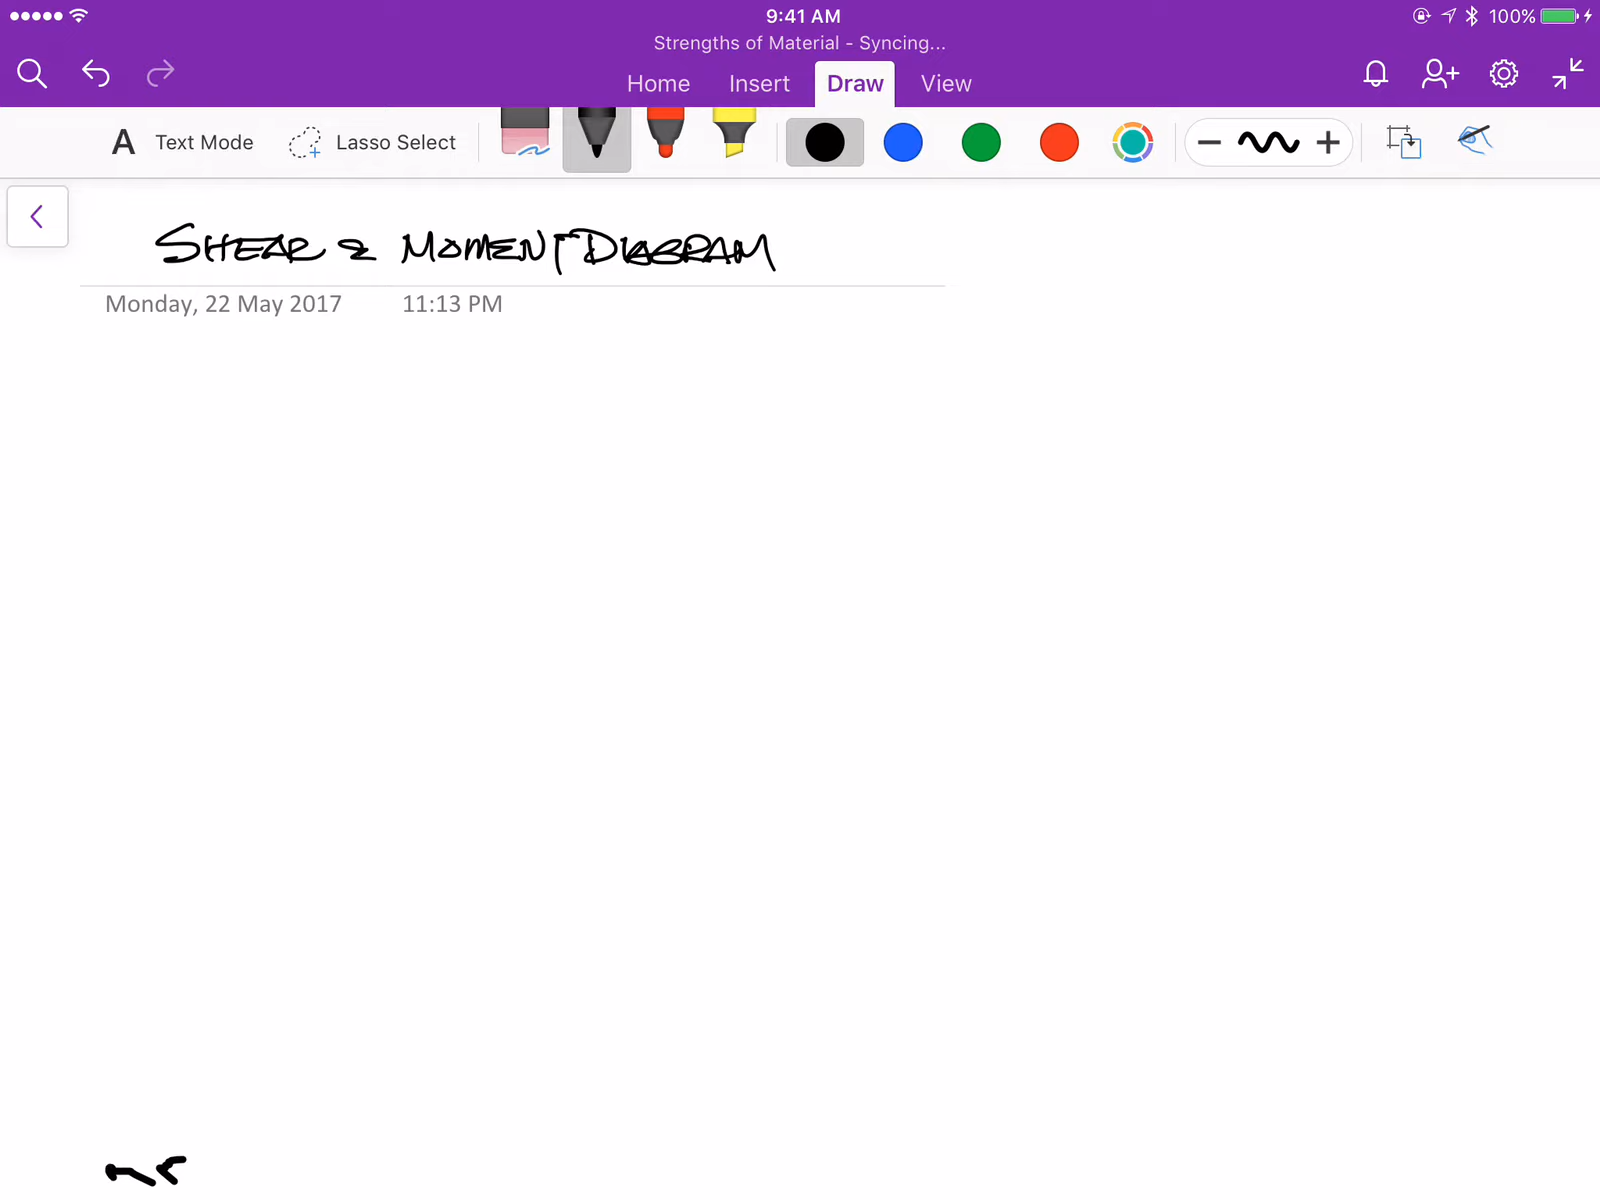 9:41 AM 100%
Strengths of Material - Syncing...
Home Insert Draw View
A Text Mode Lasso Select
SHEAR & MOMENT DIAGRAM
Monday, 22 May 2017 11:13 PM